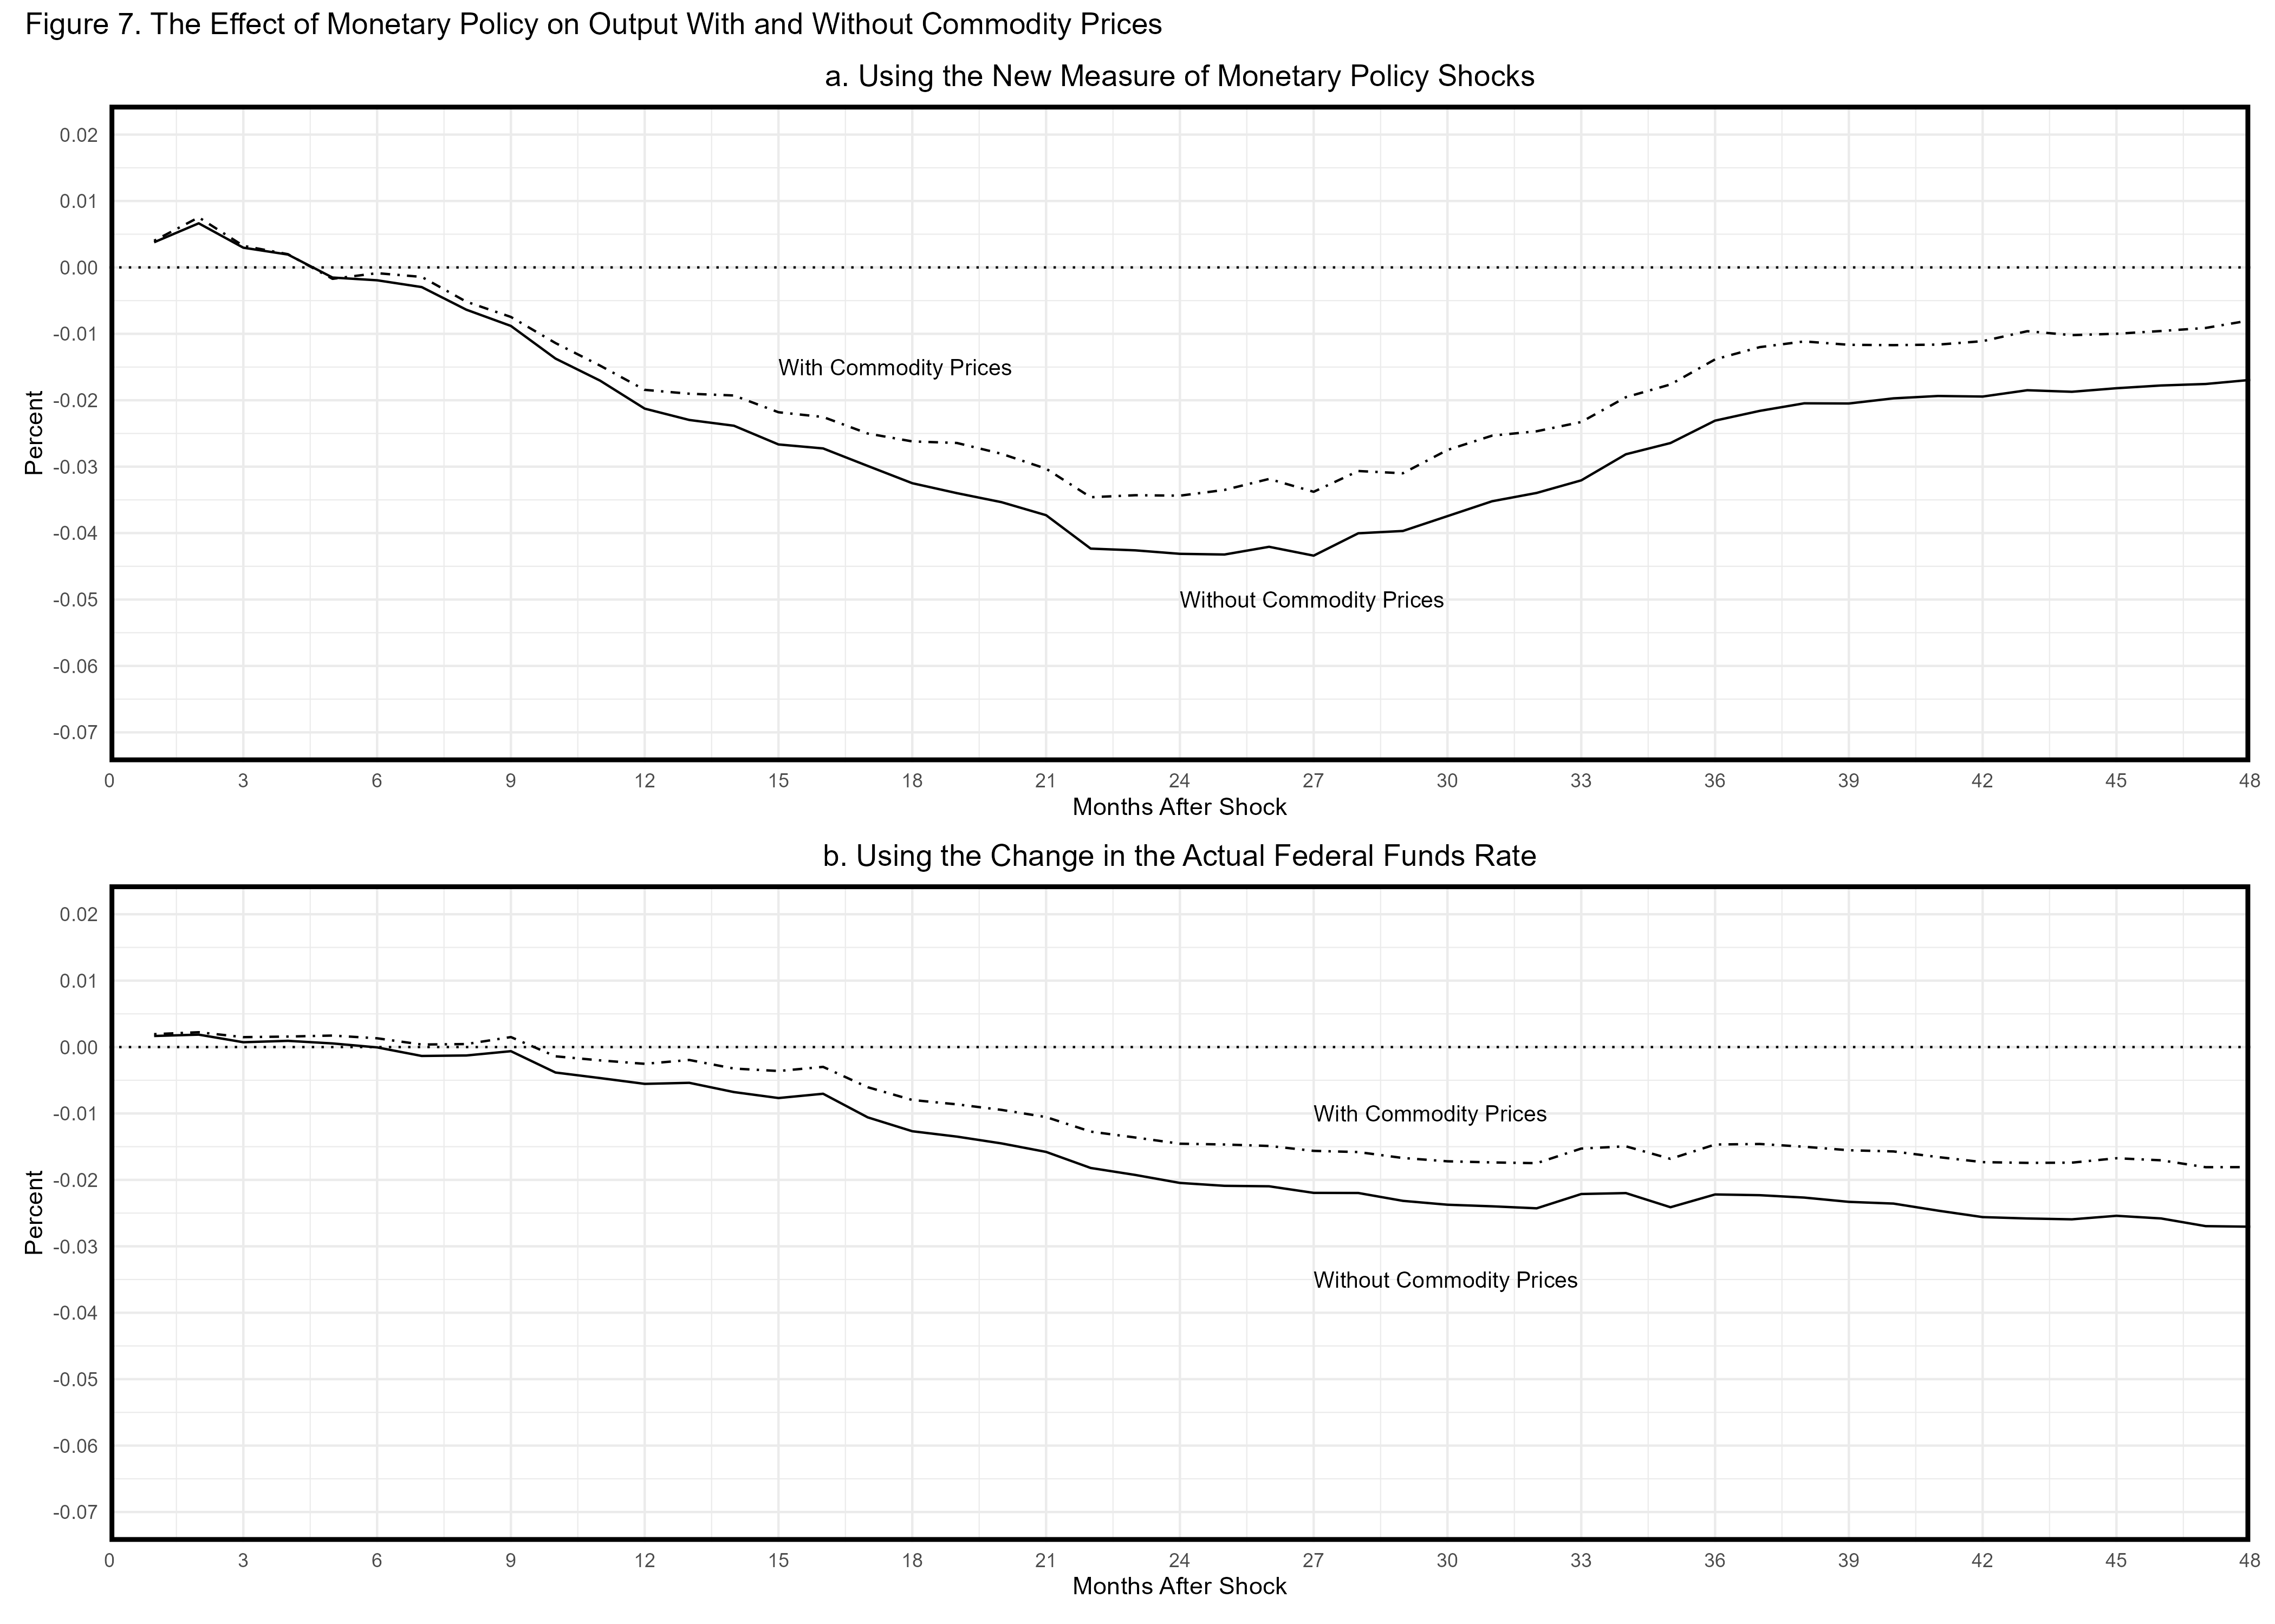 Figure 7. The Effect of Monetary Policy on Output With and Without Commodity Prices
a. Using the New Measure of Monetary Policy Shocks
Percent
0.02
0.01
0.00
-0.01
-0.02
-0.03
-0.04
-0.05
-0.06
-0.07
With Commodity Prices
Without Commodity Prices
0 3 6 9 12 15 18 21 24 27 30 33 36 39 42 45 48
Months After Shock
b. Using the Change in the Actual Federal Funds Rate
Percent
0.02
0.01
0.00
-0.01
-0.02
-0.03
-0.04
-0.05
-0.06
-0.07
With Commodity Prices
Without Commodity Prices
0 3 6 9 12 15 18 21 24 27 30 33 36 39 42 45 48
Months After Shock